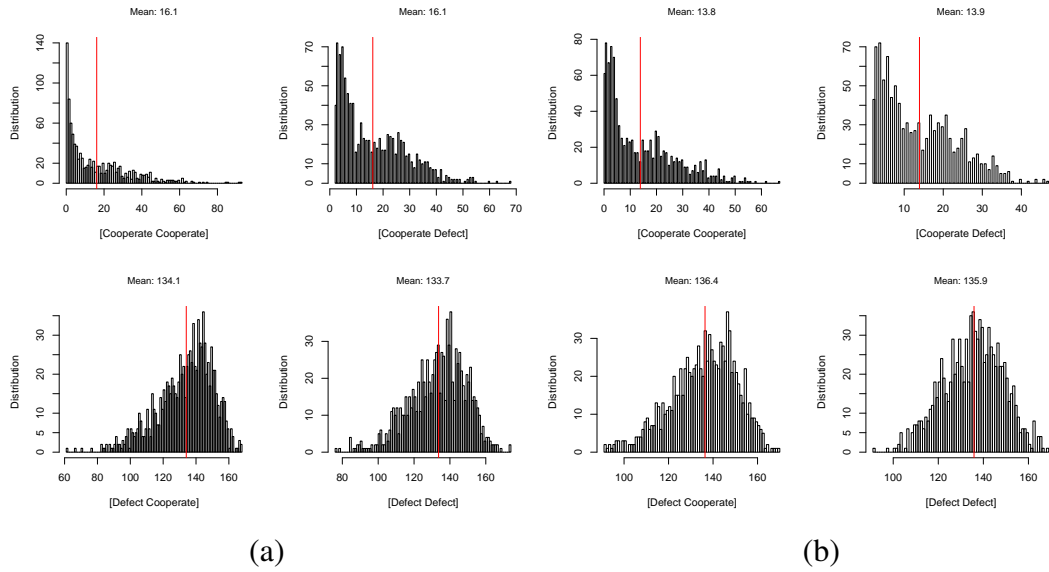 Mean: 16.1
Distribution
0 20 40 60 80 100 120 140
0 20 40 60 80
[Cooperate Cooperate]
Mean: 16.1
Distribution
0 10 30 50 70
0 10 20 30 40 50 60 70
[Cooperate Defect]
Mean: 13.8
Distribution
0 20 40 60 80
0 10 20 30 40 50 60
[Cooperate Cooperate]
Mean: 13.9
Distribution
0 10 30 50 70
10 20 30 40
[Cooperate Defect]
Mean: 134.1
Distribution
0 5 10 20 30
60 80 100 120 140 160
[Defect Cooperate]
Mean: 133.7
Distribution
0 10 20 30
80 100 120 140 160
[Defect Defect]
Mean: 136.4
Distribution
0 10 20 30
100 120 140 160
[Defect Cooperate]
Mean: 135.9
Distribution
0 5 10 20 30
100 120 140 160
[Defect Defect]
(a)
(b)